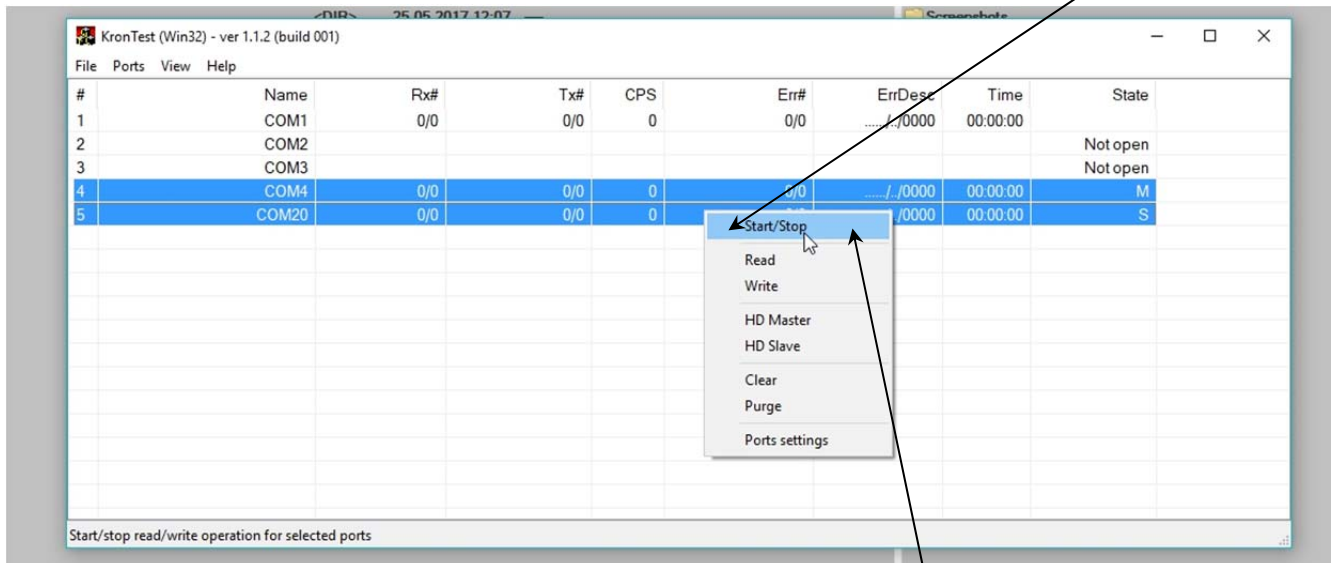 <DIR> 25.05.2017 12:07 Screenshots
KronTest (Win32) - ver 1.1.2 (build 001)
File Ports View Help
# Name Rx# Tx# CPS Err# ErrDesc Time State
1 COM1 0/0 0/0 0 0/0 ....../../0000 00:00:00
2 COM2 Not open
3 COM3 Not open
4 COM4 0/0 0/0 0 0/0 ....../../0000 00:00:00 M
5 COM20 0/0 0/0 0 /0000 00:00:00 S
Start/Stop
Read
Write
HD Master
HD Slave
Clear
Purge
Ports settings
Start/stop read/write operation for selected ports